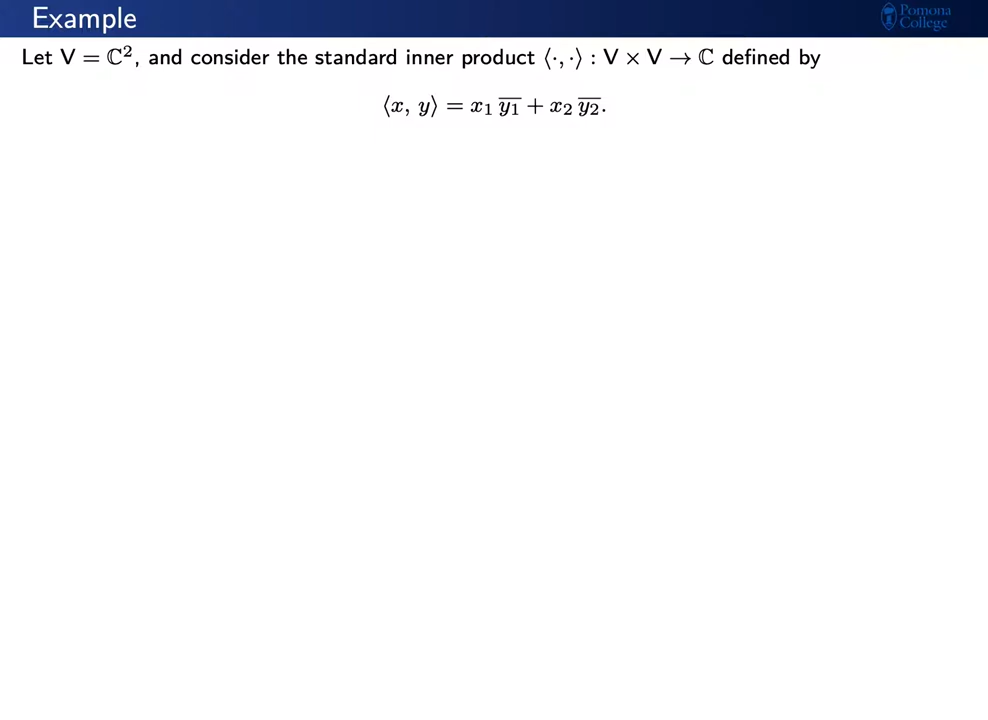 Example
Pomona
College
Let V = ℂ², and consider the standard inner product ⟨·, ·⟩ : V × V → ℂ defined by
⟨x, y⟩ = x₁ y̅₁̅ + x₂ y̅₂̅.